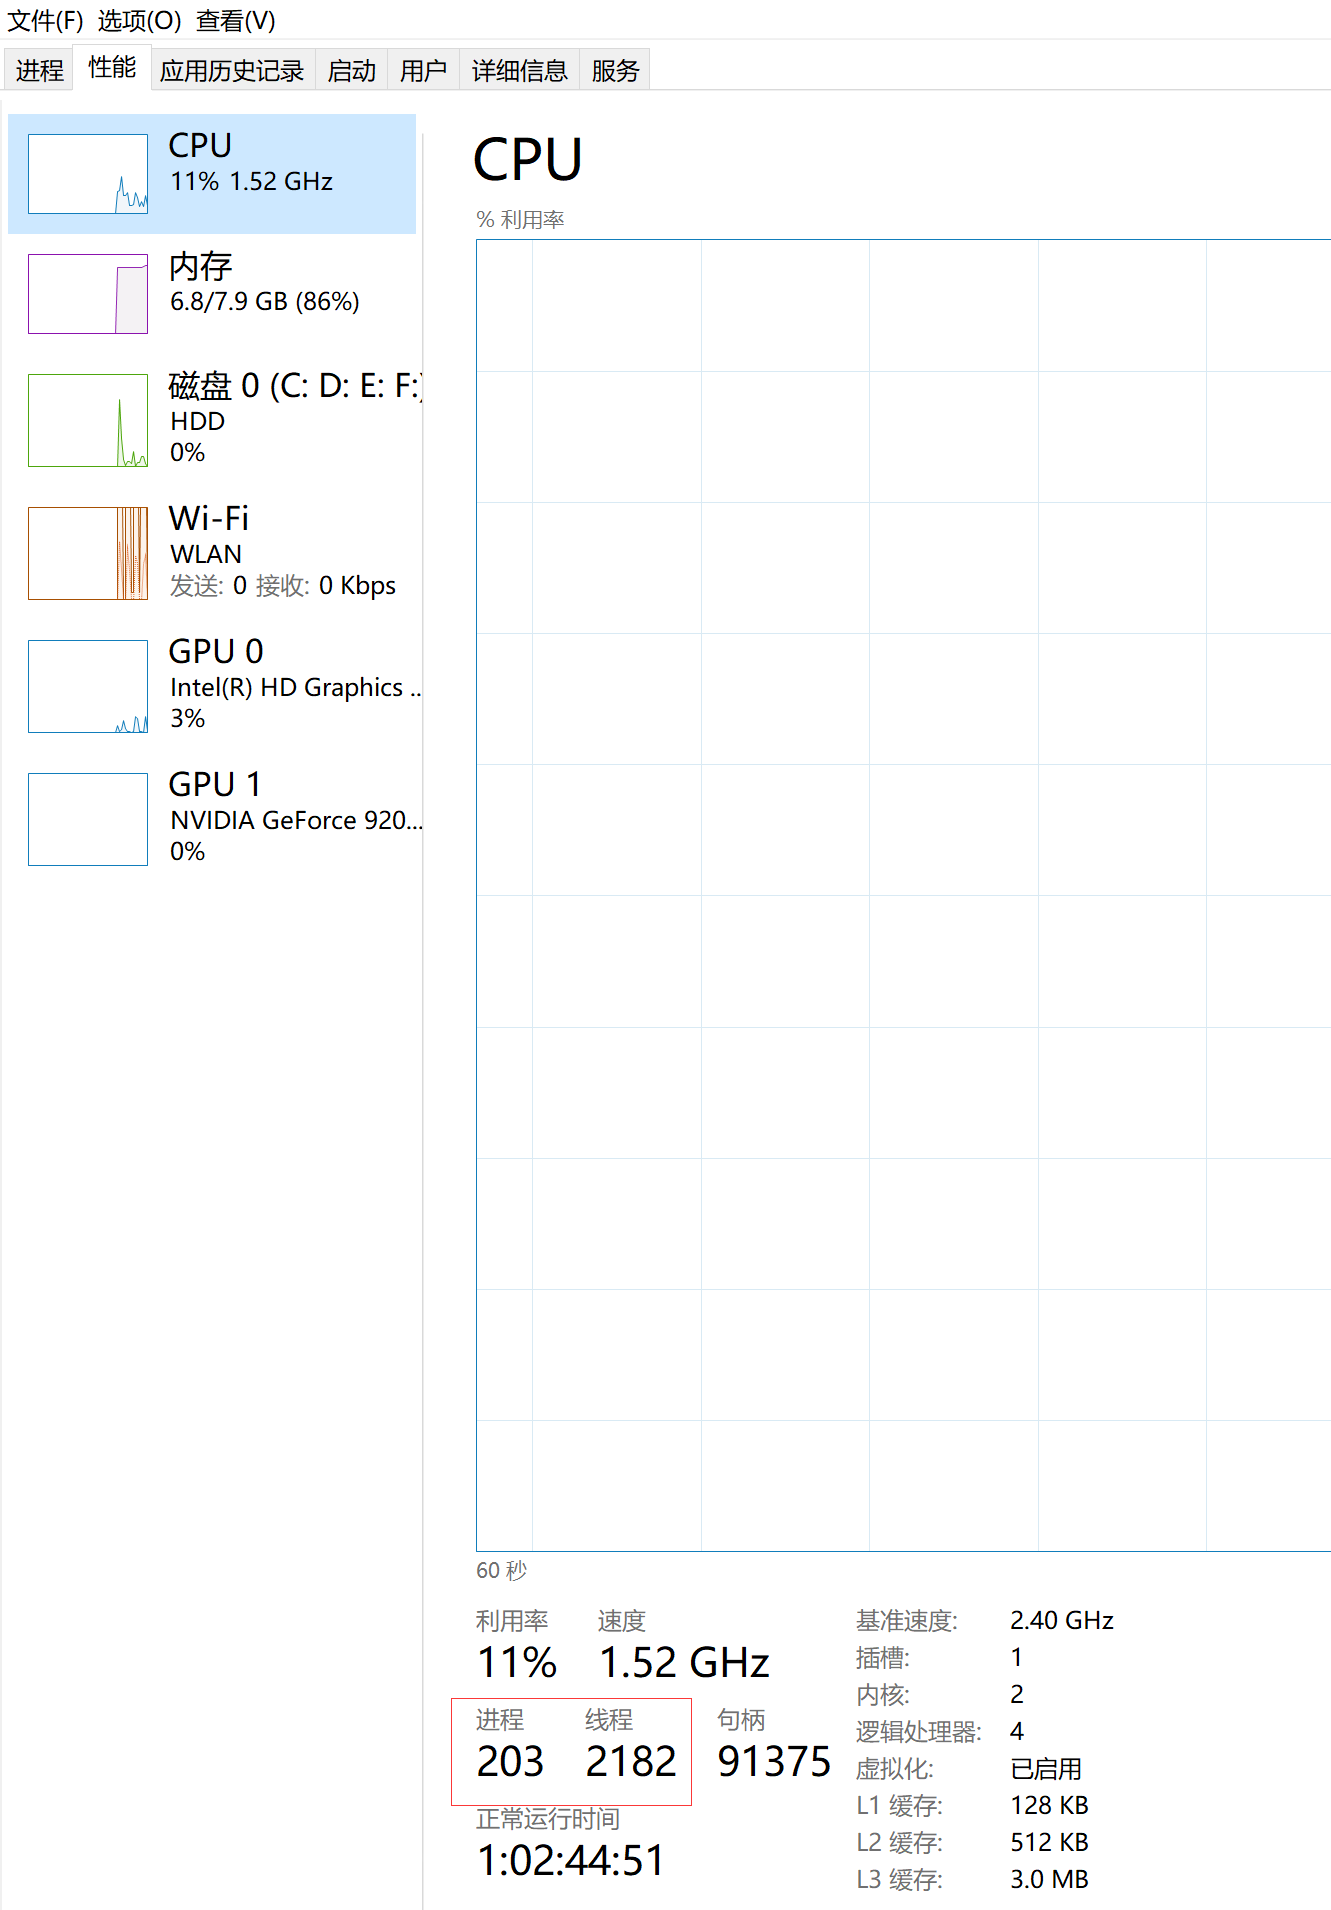 文件(F) 选项(O) 查看(V)
进程 性能 应用历史记录 启动 用户 详细信息 服务
CPU
11% 1.52 GHz
内存
6.8/7.9 GB (86%)
磁盘 0 (C: D: E: F:)
HDD
0%
Wi-Fi
WLAN
发送: 0 接收: 0 Kbps
GPU 0
Intel(R) HD Graphics ...
3%
GPU 1
NVIDIA GeForce 920...
0%
CPU
% 利用率
60 秒
利用率 速度
11% 1.52 GHz
进程 线程 句柄
203 2182 91375
正常运行时间
1:02:44:51
基准速度: 2.40 GHz
插槽: 1
内核: 2
逻辑处理器: 4
虚拟化: 已启用
L1 缓存: 128 KB
L2 缓存: 512 KB
L3 缓存: 3.0 MB